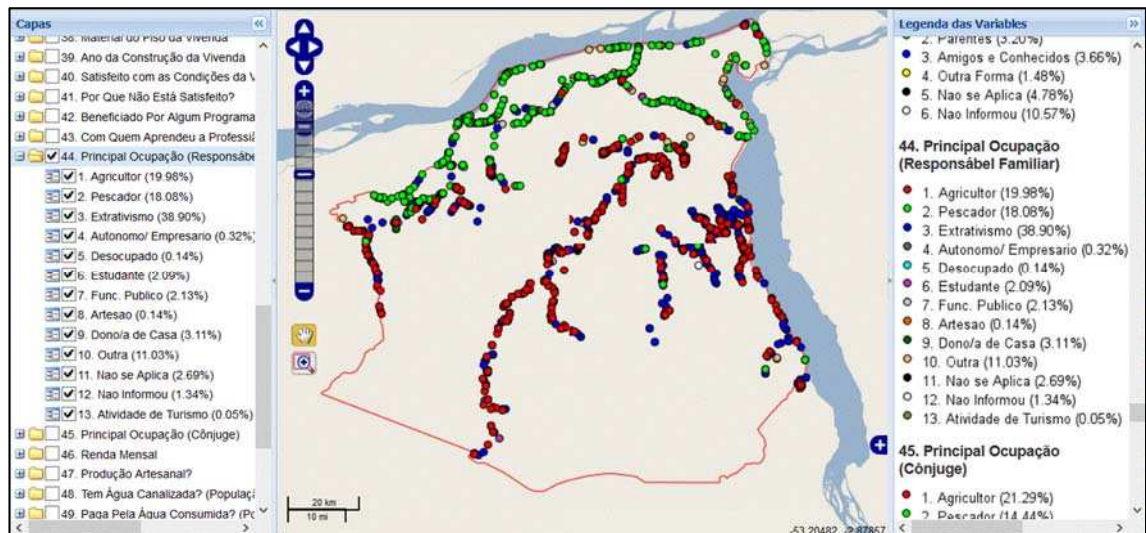 Capas
38. Material do Piso da Vivenda
39. Ano da Construção da Vivenda
40. Satisfeito com as Condições da V
41. Por Que Não Está Satisfeito?
42. Beneficiado Por Algum Programa
43. Com Quem Aprendeu a Professiã
44. Principal Ocupação (Responsábe
1. Agricultor (19.98%)
2. Pescador (18.08%)
3. Extrativismo (38.90%)
4. Autonomo/ Empresario (0.32%)
5. Desocupado (0.14%)
6. Estudante (2.09%)
7. Func. Publico (2.13%)
8. Artesao (0.14%)
9. Dono/a de Casa (3.11%)
10. Outra (11.03%)
11. Nao se Aplica (2.69%)
12. Nao Informou (1.34%)
13. Atividade de Turismo (0.05%)
45. Principal Ocupação (Cônjuge)
46. Renda Mensal
47. Produção Artesanal?
48. Tem Água Canalizada? (Populaçã
49. Paga Pela Água Consumida? (Po
20 km
10 mi
-53.20482, -2.87857
Legenda das Variables
2. Parentes (3.20%)
3. Amigos e Conhecidos (3.66%)
4. Outra Forma (1.48%)
5. Nao se Aplica (4.78%)
6. Nao Informou (10.57%)
44. Principal Ocupação
(Responsábel Familiar)
1. Agricultor (19.98%)
2. Pescador (18.08%)
3. Extrativismo (38.90%)
4. Autonomo/ Empresario (0.32%)
5. Desocupado (0.14%)
6. Estudante (2.09%)
7. Func. Publico (2.13%)
8. Artesao (0.14%)
9. Dono/a de Casa (3.11%)
10. Outra (11.03%)
11. Nao se Aplica (2.69%)
12. Nao Informou (1.34%)
13. Atividade de Turismo (0.05%)
45. Principal Ocupação
(Cônjuge)
1. Agricultor (21.29%)
2. Pescador (14.44%)